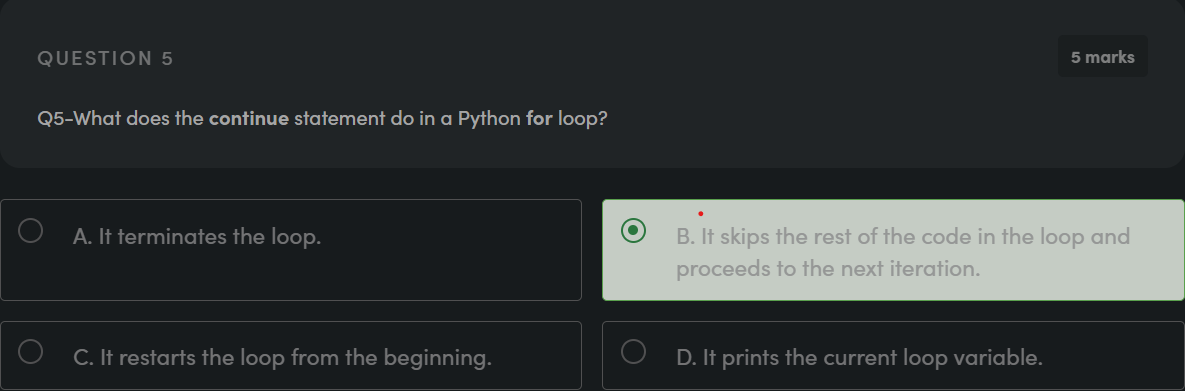 QUESTION 5
5 marks
Q5-What does the continue statement do in a Python for loop?
A. It terminates the loop.
B. It skips the rest of the code in the loop and
proceeds to the next iteration.
C. It restarts the loop from the beginning.
D. It prints the current loop variable.